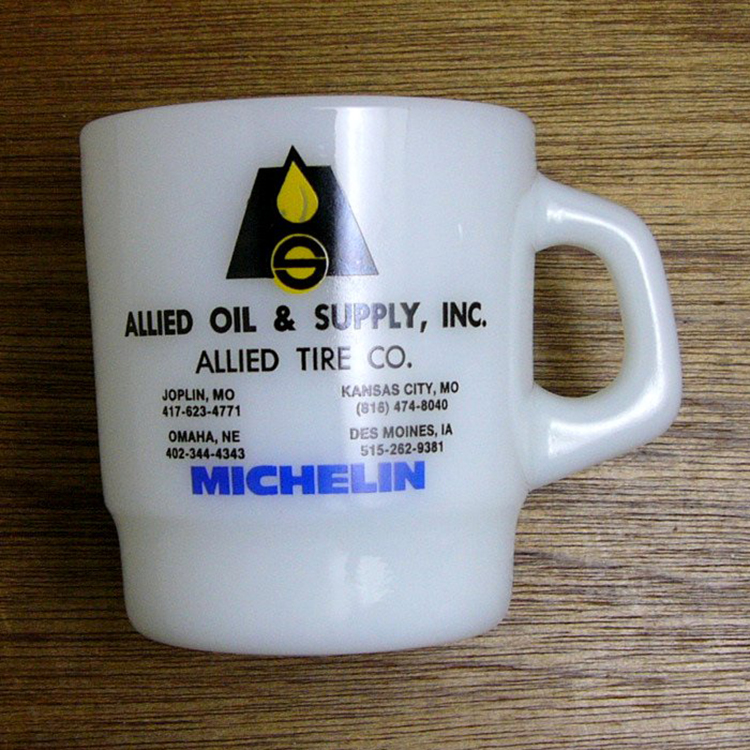 S
ALLIED OIL & SUPPLY, INC.
ALLIED TIRE CO.
JOPLIN, MO
417-623-4771
KANSAS CITY, MO
(816) 474-8040
OMAHA, NE
402-344-4343
DES MOINES, IA
515-262-9381
MICHELIN